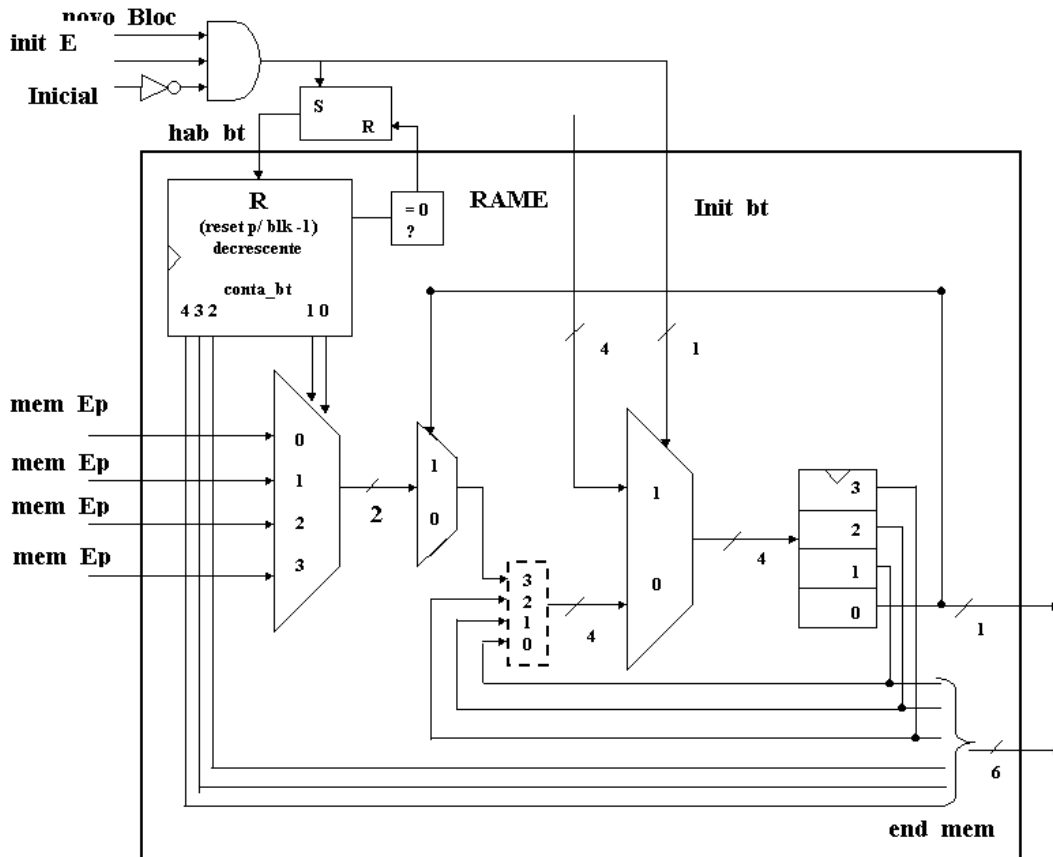 novo Bloc
init E
Inicial
S
R
hab bt
R
(reset p/ blk -1)
decrescente
conta_bt
4 3 2 1 0
= 0
?
RAME
Init bt
4
1
mem Ep
mem Ep
mem Ep
mem Ep
0
1
2
3
2
1
0
3
2
1
0
4
1
0
4
3
2
1
0
1
6
end mem